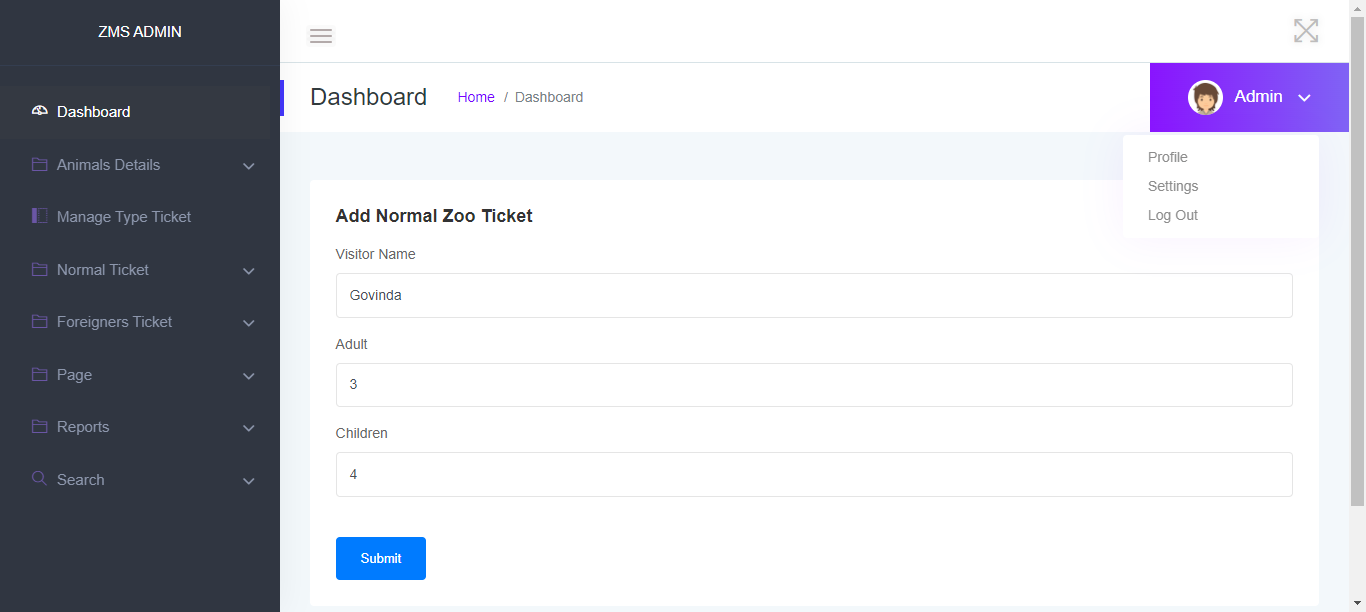 ZMS ADMIN
Dashboard
Animals Details
Manage Type Ticket
Normal Ticket
Foreigners Ticket
Page
Reports
Search
Dashboard Home / Dashboard
Admin
Profile
Settings
Log Out
Add Normal Zoo Ticket
Visitor Name
Govinda
Adult
3
Children
4
Submit